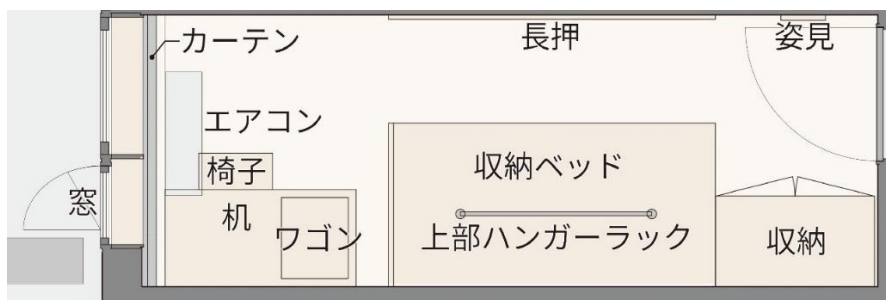 カーテン
長押
姿見
エアコン
椅子
収納ベッド
窓
机
ワゴン
上部ハンガーラック
収納